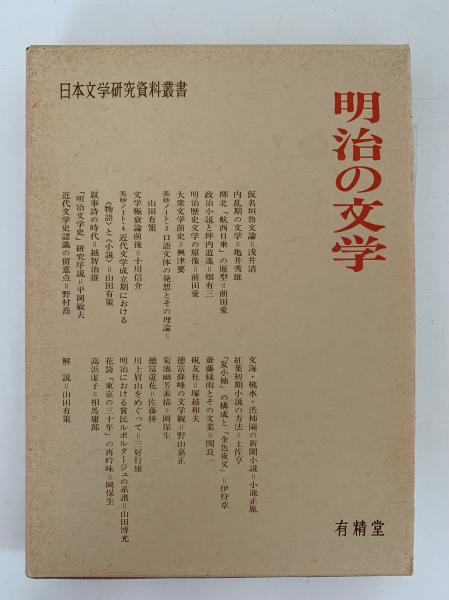 日本文学研究資料叢書
明治の文学
仮名垣魯文論＝浅井清
内乱期の文学＝亀井秀雄
柳北「航西日乗」の原型＝前田愛
政治小説と坪内逍遙＝畑有三
明治歴史文学の原像＝前田愛
大衆文学前史＝興津要
美妙ノート・3 口語文体の発想とその理論＝
山田有策
文学極衰論前後＝十川信介
美妙ノート・4 近代文学成立期における
〈物語〉と〈小説〉＝山田有策
叙事詩の時代＝越智治雄
「明治文学史」研究序説＝平岡敏夫
近代文学史認識の留意点＝野村喬
文海・桃水・渋柿園の新聞小説＝小池正胤
紅葉初期小説の方法＝土佐亨
『夏小袖』の構成と『金色夜叉』＝伊狩章
斎藤緑雨とその文業＝関良一
硯友社＝塚越和夫
徳富蘇峰の文学観＝野山嘉正
菊池幽芳素描＝岡保生
徳冨蘆花＝佐藤勝
川上眉山をめぐって＝三好行雄
明治における貧民ルポルタージュの系譜＝山田博光
花袋「東京の三十年」の再吟味＝岡保生
高浜虚子＝相馬庸郎
解説＝山田有策
有精堂